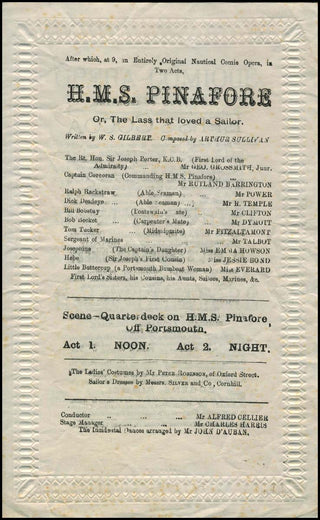 After which, at 9, an Entirely Original Nautical Comic Opera, in
Two Acts,
H.M.S. PINAFORE
Or, The Lass that loved a Sailor.
Written by W. S. GILBERT. Composed by ARTHUR SULLIVAN
The Rt. Hon. Sir Joseph Porter, K.C.B. (First Lord of the
Admiralty) ... Mr GEO. GROSSMITH, Junr.
Captain Corcoran (Commanding H.M.S. Pinafore) ...
Mr RUTLAND BARRINGTON
Ralph Rackstraw (Able Seaman) ... Mr POWER
Dick Deadeye ... (Able Seaman) ... Mr R. TEMPLE
Bill Bobstay (Boatswain's Mate) Mr CLIFTON
Bob Becket ... (Carpenter's Mate) Mr DYMOTT
Tom Tucker ... (Midshipmite) Mr FITZALTAMONT
Sergeant of Marines ... Mr TALBOT
Josephine (The Captain's Daughter) Miss EMMA HOWSON
Hebe (Sir Joseph's First Cousin) Miss JESSIE BOND
Little Buttercup (a Portsmouth Bumboat Woman) Miss EVERARD
First Lord's Sisters, his Cousins, his Aunts, Sailors, Marines, &c.
Scene—Quarterdeck on H.M.S. Pinafore
Off Portsmouth.
Act 1. NOON. Act 2. NIGHT.
The Ladies' Costumes by Mr PETER ROBINSON, of Oxford Street.
Sailor's Dresses by Messrs. SILVER and Co, Cornhill.
Conductor ... ... ... Mr ALFRED CELLIER
Stage Manager ... ... Mr CHARLES HARRIS
The Incidental Dances arranged by Mr JOHN D'AUBAN.